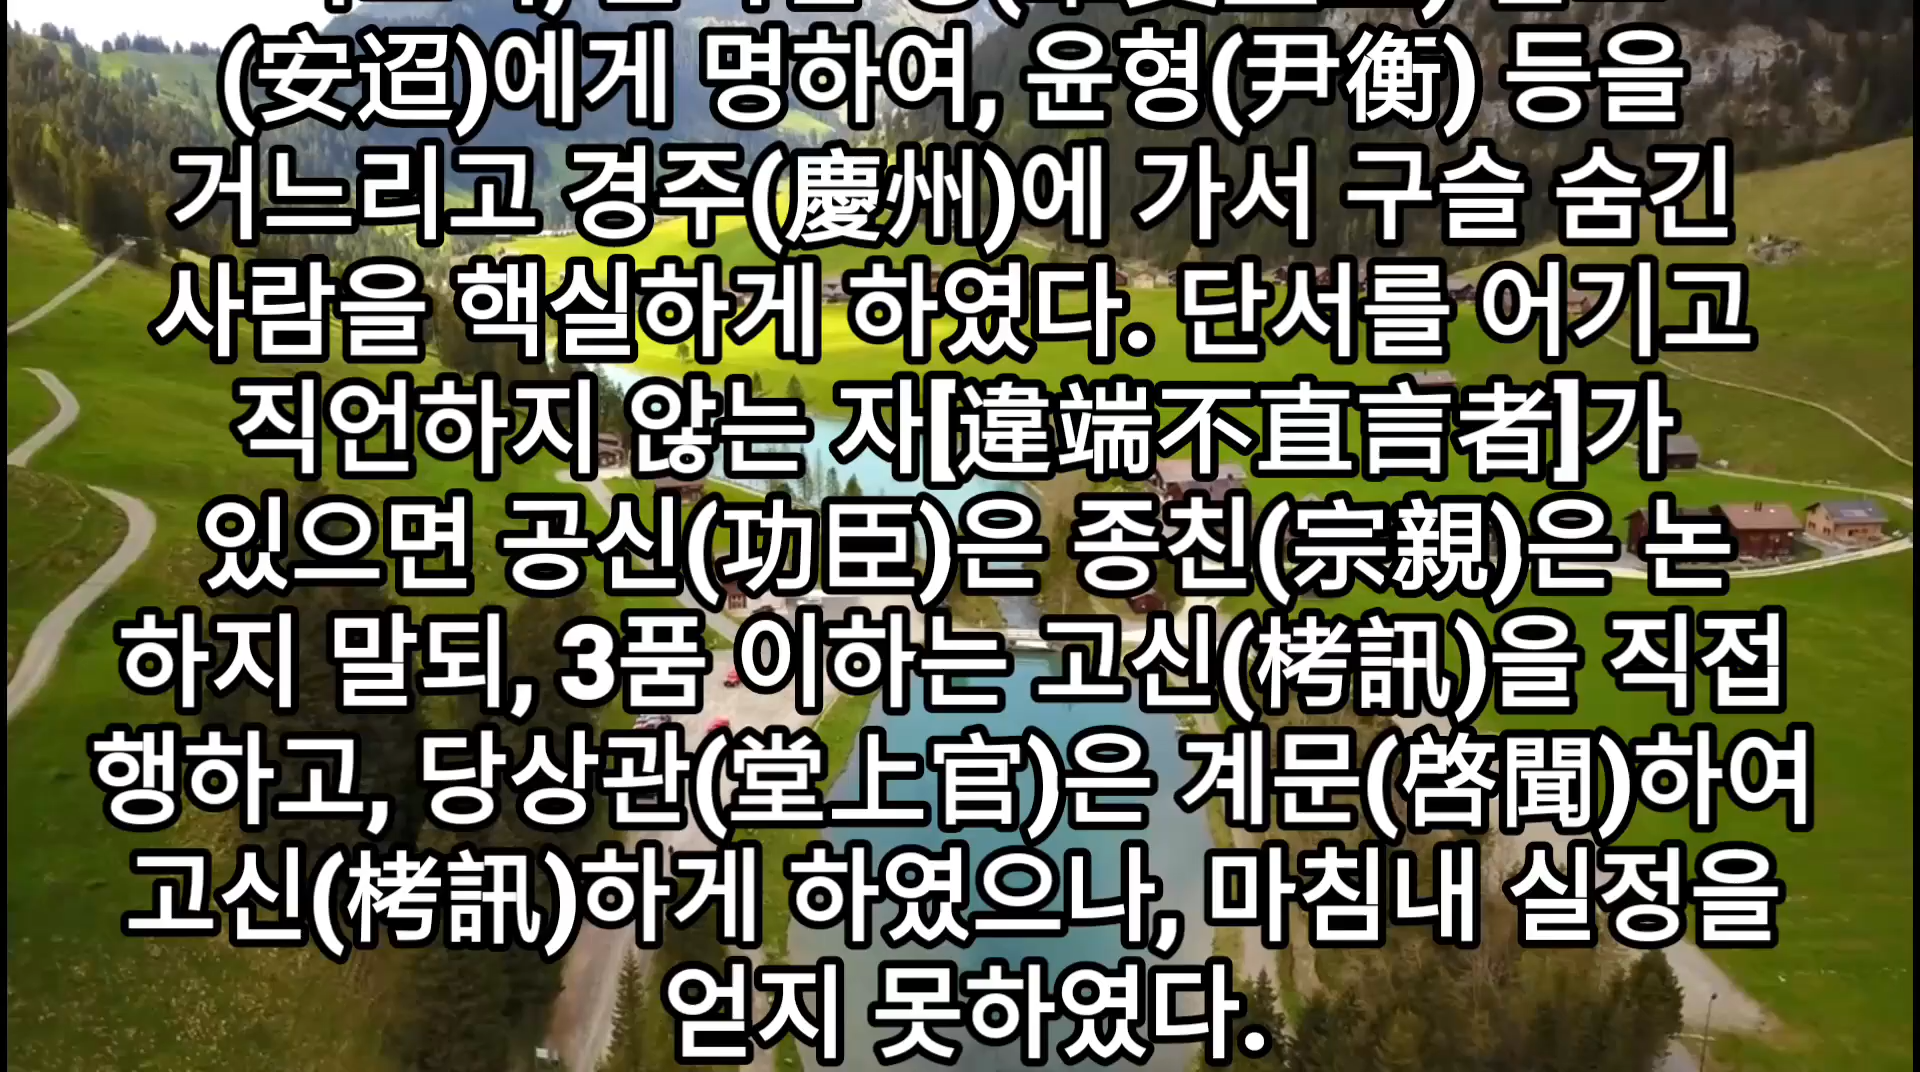 (安迢)에게 명하여, 윤형(尹衡) 등을
거느리고 경주(慶州)에 가서 구슬 숨긴
사람을 핵실하게 하였다. 단서를 어기고
직언하지 않는 자[違端不直言者]가
있으면 공신(功臣)은 종친(宗親)은 논
하지 말되, 3품 이하는 고신(栲訊)을 직접
행하고, 당상관(堂上官)은 계문(啓聞)하여
고신(栲訊)하게 하였으나, 마침내 실정을
얻지 못하였다.